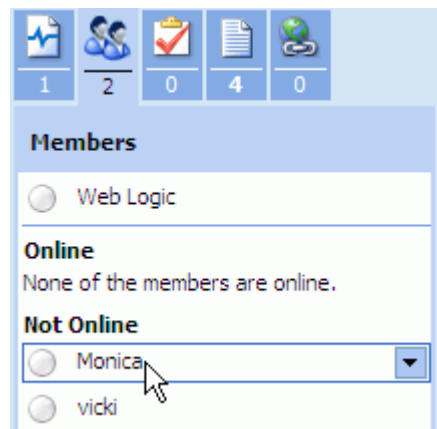 1 2 0 4 0
Members
Web Logic
Online
None of the members are online.
Not Online
Monica
vicki